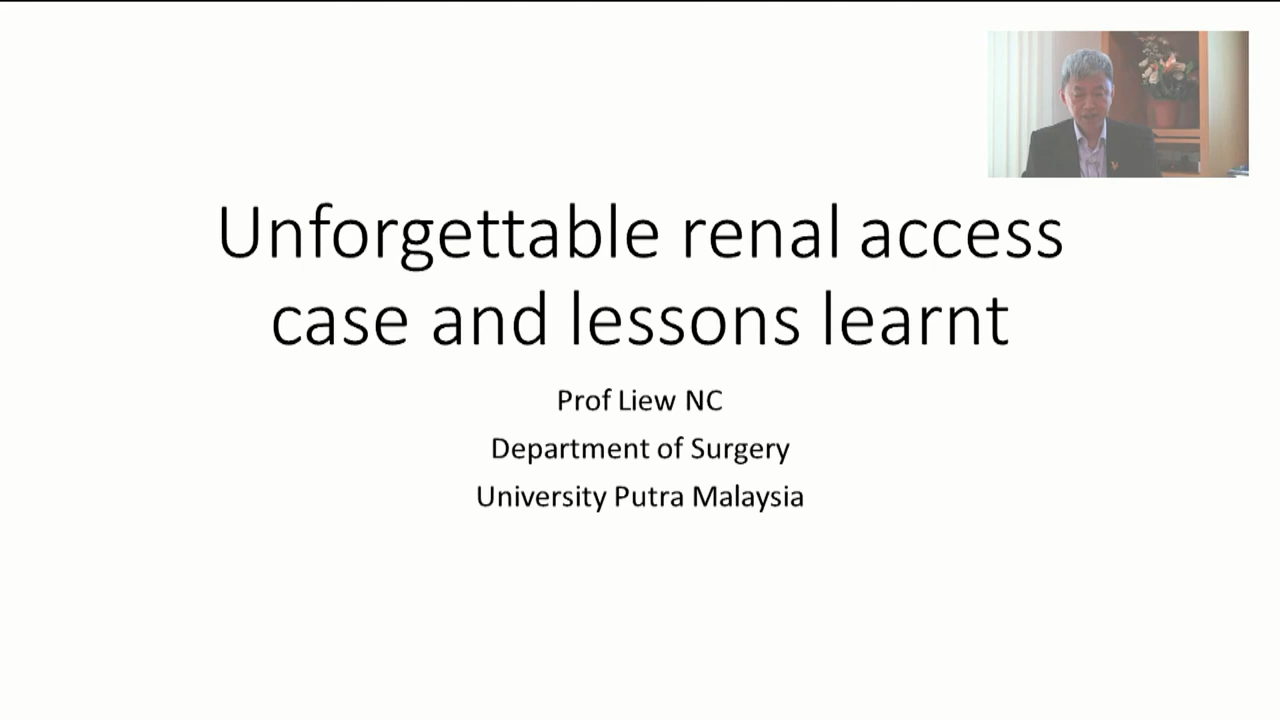 Unforgettable renal access
case and lessons learnt
Prof Liew NC
Department of Surgery
University Putra Malaysia